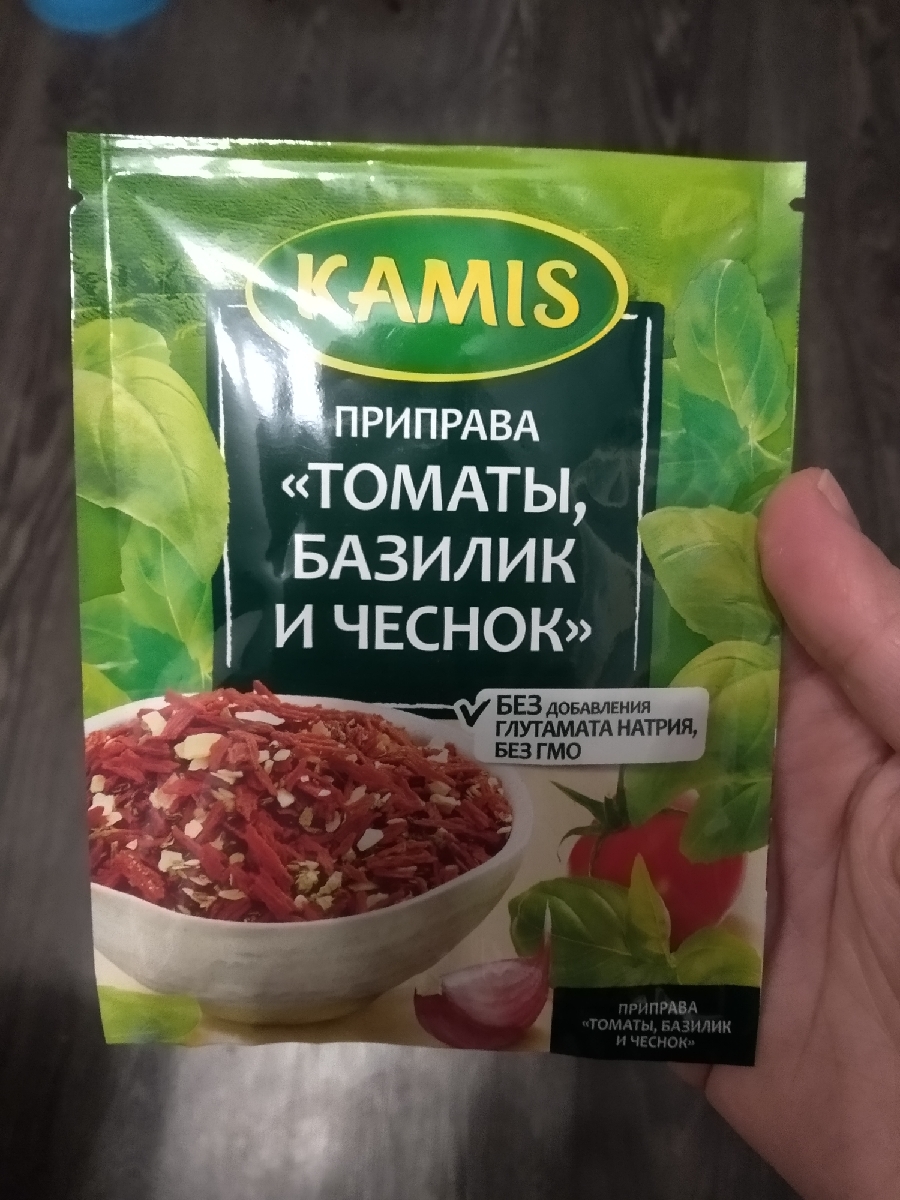 KAMIS
ПРИПРАВА
«ТОМАТЫ,
БАЗИЛИК
И ЧЕСНОК»
БЕЗ ДОБАВЛЕНИЯ
ГЛУТАМАТА НАТРИЯ,
БЕЗ ГМО
ПРИПРАВА
«ТОМАТЫ, БАЗИЛИК
И ЧЕСНОК»